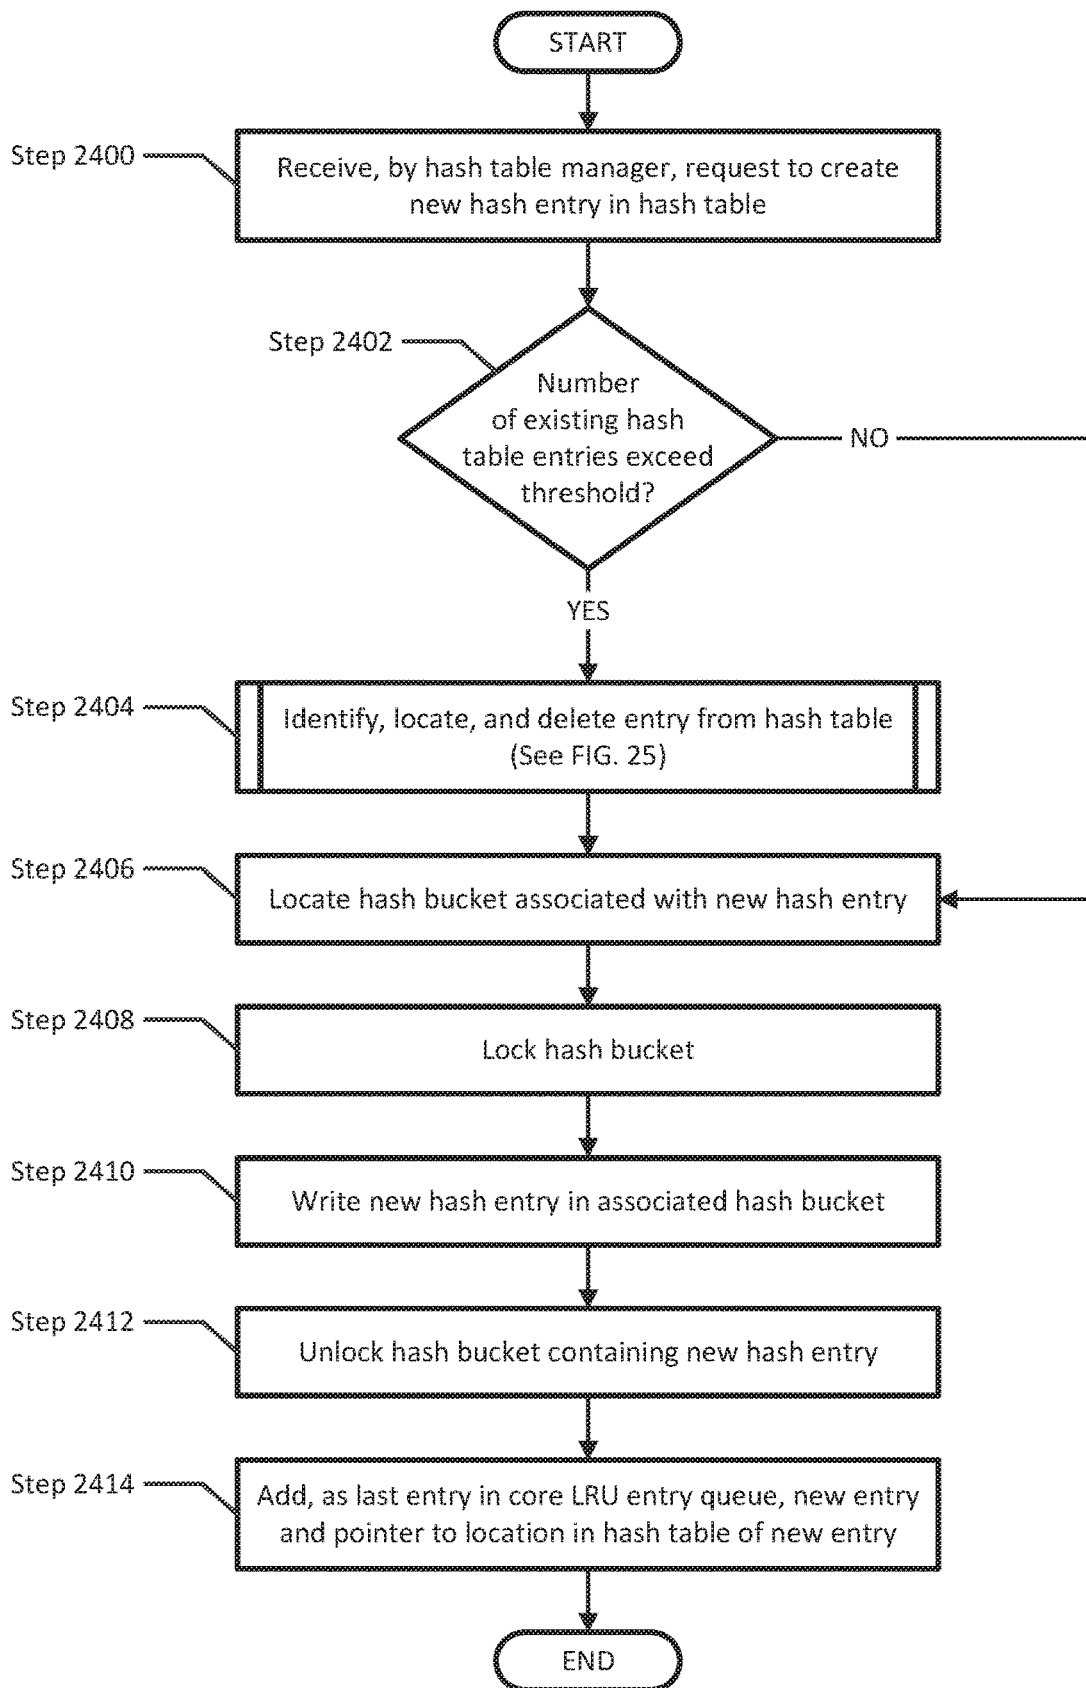 START
Step 2400
Receive, by hash table manager, request to create
new hash entry in hash table
Step 2402
Number
of existing hash
table entries exceed
threshold?
NO
YES
Step 2404
Identify, locate, and delete entry from hash table
(See FIG. 25)
Step 2406
Locate hash bucket associated with new hash entry
Step 2408
Lock hash bucket
Step 2410
Write new hash entry in associated hash bucket
Step 2412
Unlock hash bucket containing new hash entry
Step 2414
Add, as last entry in core LRU entry queue, new entry
and pointer to location in hash table of new entry
END